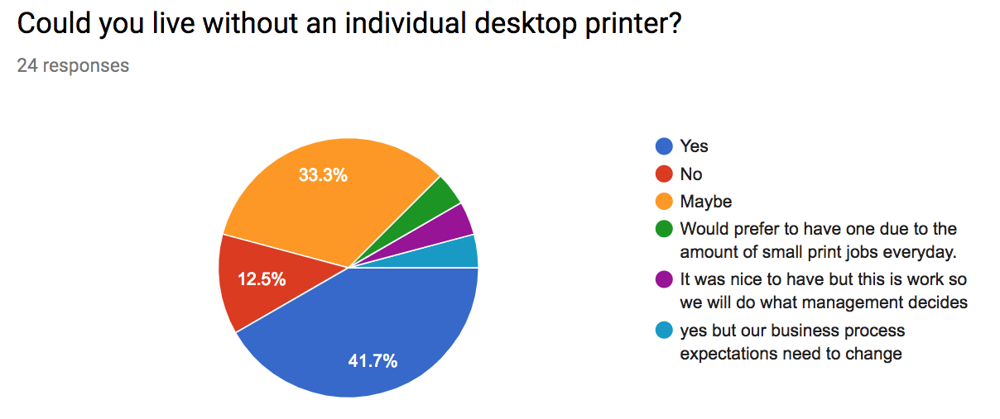 Could you live without an individual desktop printer?
24 responses
33.3%
12.5%
41.7%
Yes
No
Maybe
Would prefer to have one due to the
amount of small print jobs everyday.
It was nice to have but this is work so
we will do what management decides
yes but our business process
expectations need to change